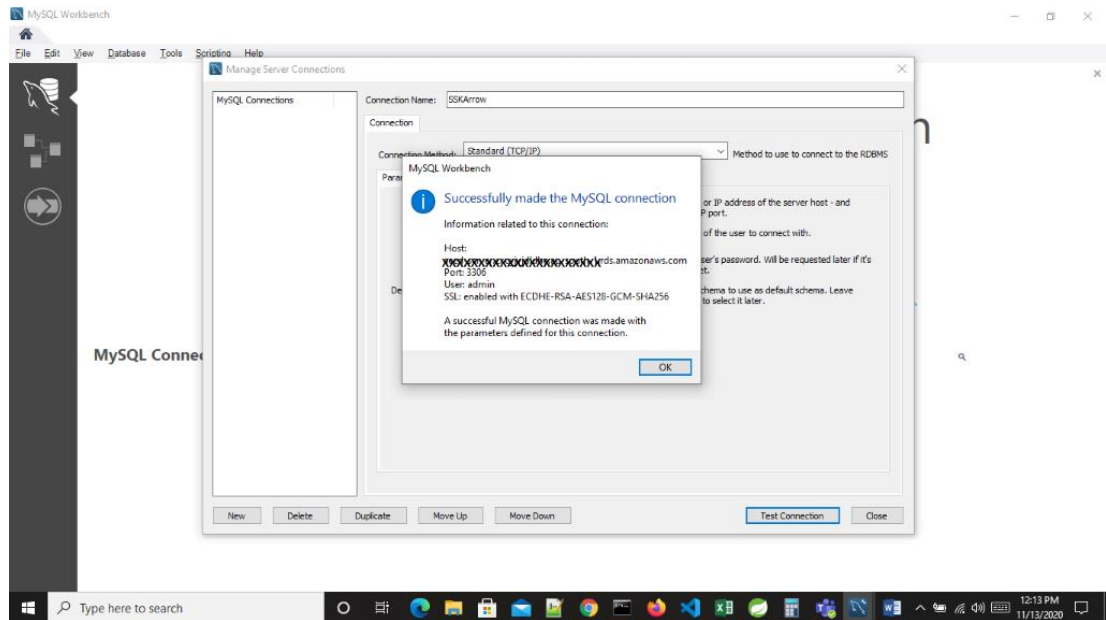 MySQL Workbench
File Edit View Database Tools Scripting Help
Manage Server Connections
MySQL Connections
Connection Name: SSKArrow
Connection
Connection Method: Standard (TCP/IP) Method to use to connect to the RDBMS
Para
MySQL Workbench
Successfully made the MySQL connection
Information related to this connection:
Host:
rds.amazonaws.com
Port: 3306
User: admin
SSL: enabled with ECDHE-RSA-AES128-GCM-SHA256
A successful MySQL connection was made with
the parameters defined for this connection.
OK
or IP address of the server host - and
P port.
of the user to connect with.
ser's password. Will be requested later if it's
et.
De
chema to use as default schema. Leave
to select it later.
n
MySQL Conne
New Delete Duplicate Move Up Move Down Test Connection Close
Type here to search
12:13 PM
11/13/2020